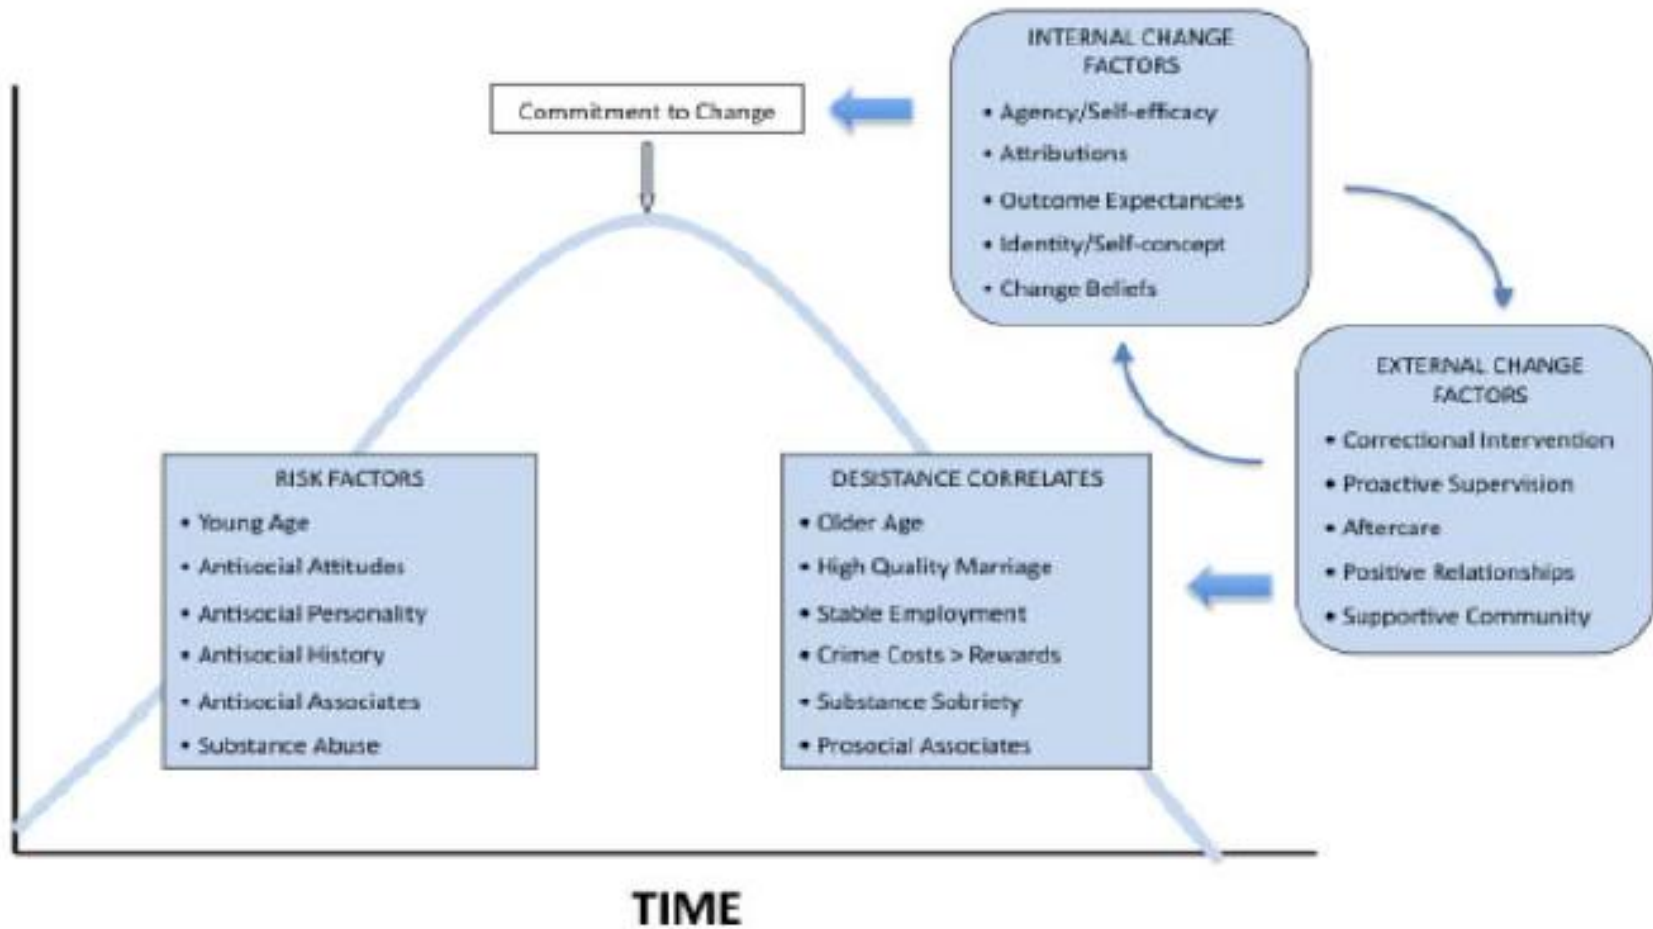 INTERNAL CHANGE
FACTORS
• Agency/Self-efficacy
• Attributions
• Outcome Expectancies
• Identity/Self-concept
• Change Beliefs
Commitment to Change
EXTERNAL CHANGE
FACTORS
• Correctional Intervention
• Proactive Supervision
• Aftercare
• Positive Relationships
• Supportive Community
RISK FACTORS
• Young Age
• Antisocial Attitudes
• Antisocial Personality
• Antisocial History
• Antisocial Associates
• Substance Abuse
DESISTANCE CORRELATES
• Older Age
• High Quality Marriage
• Stable Employment
• Crime Costs > Rewards
• Substance Sobriety
• Prosocial Associates
TIME